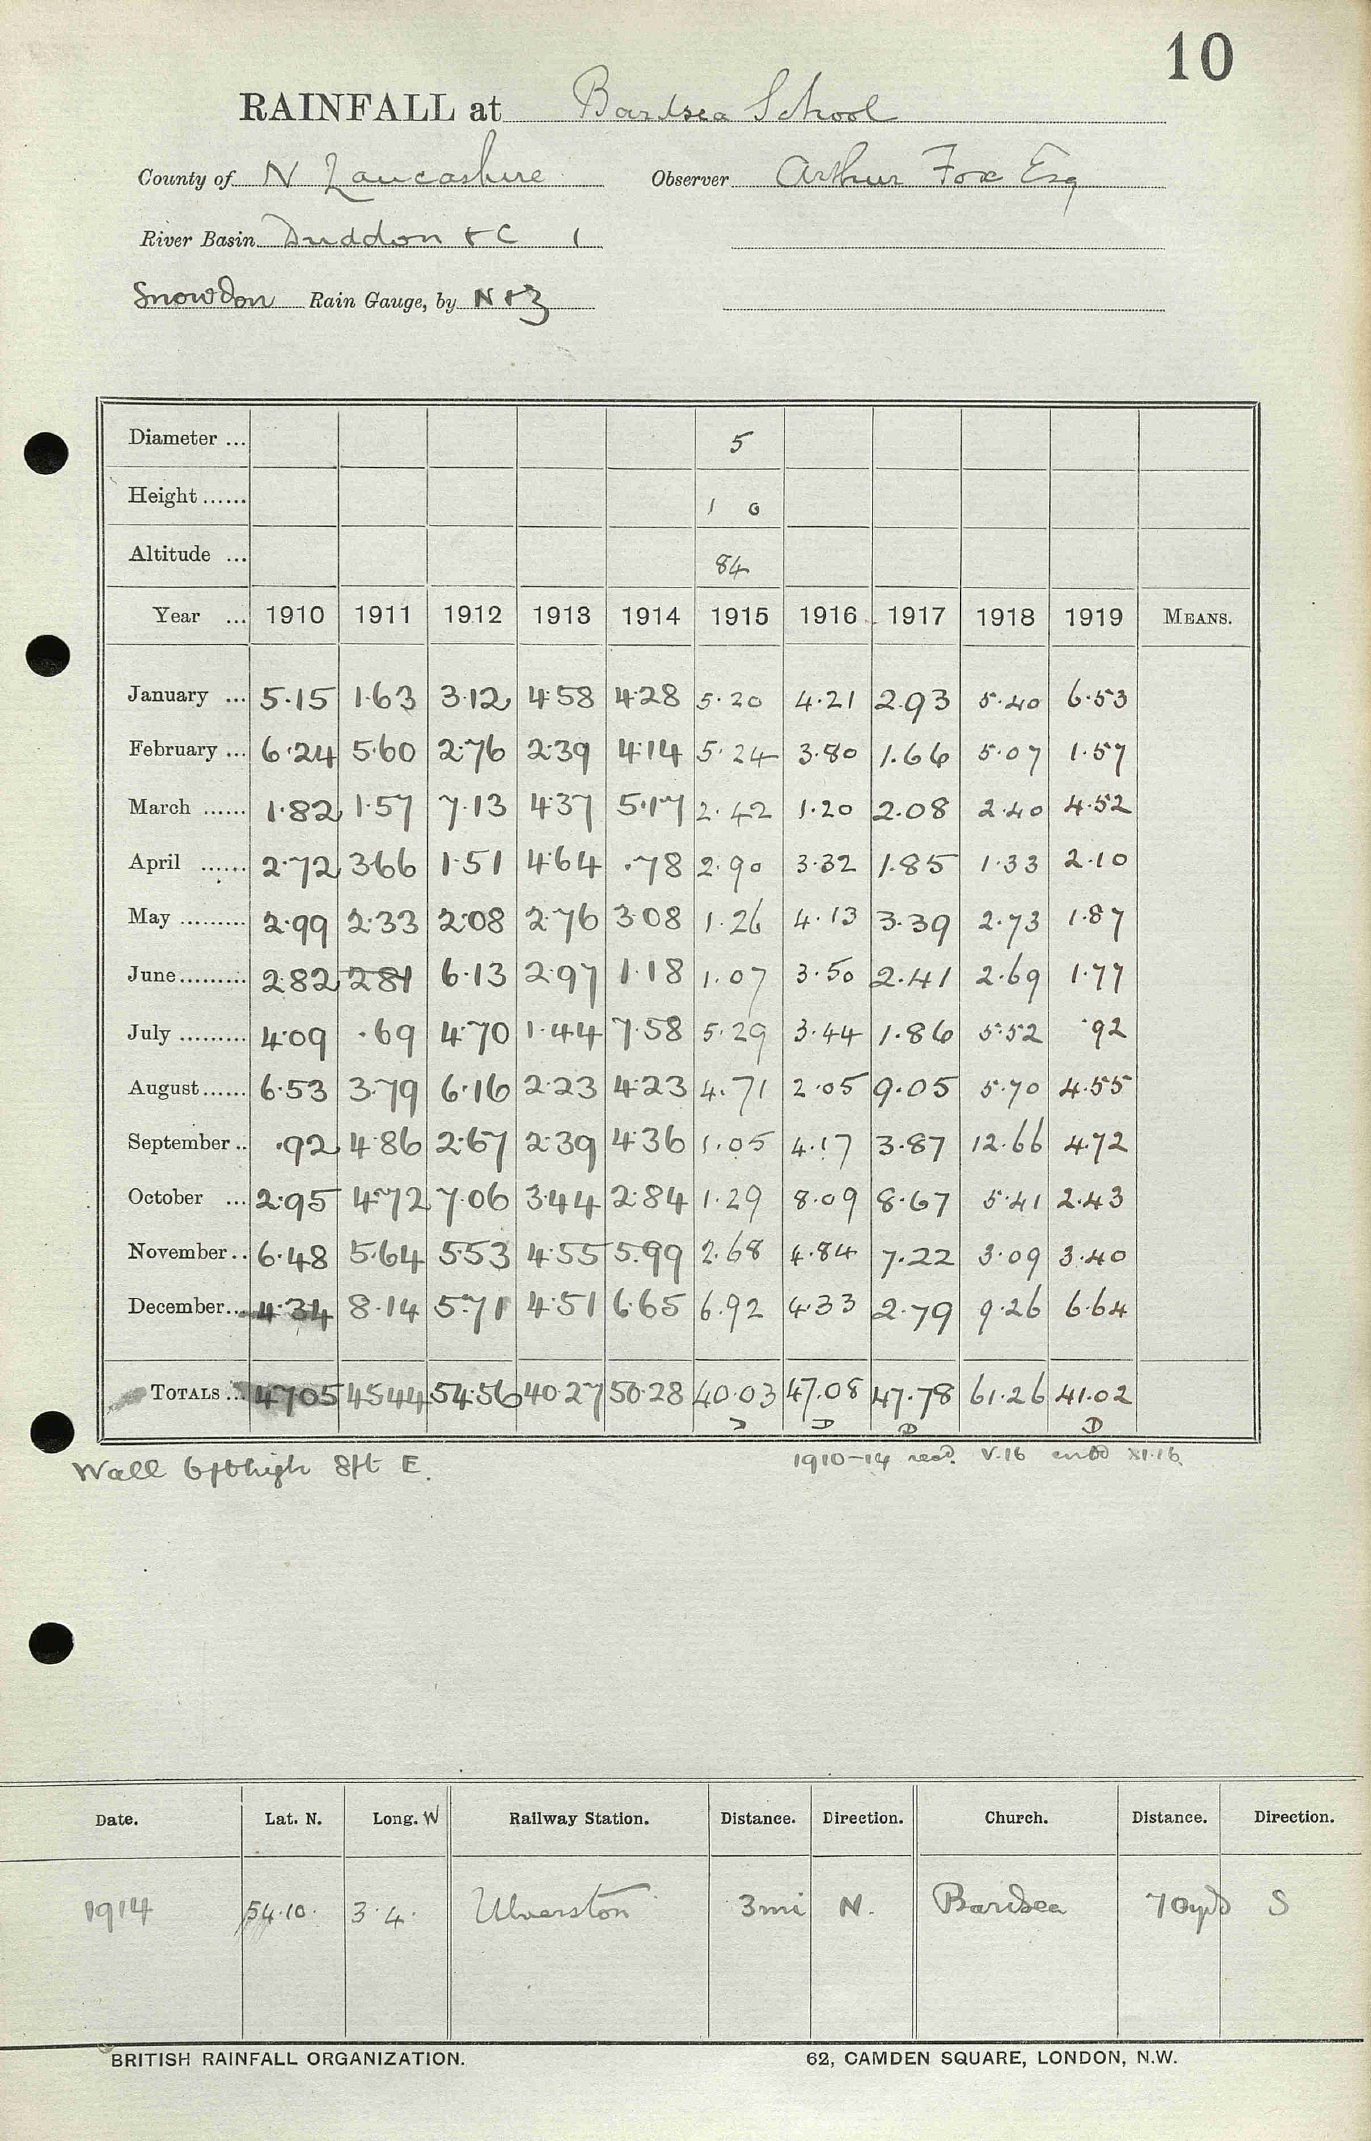 10
RAINFALL at Bardsea School
County of N Lancashire Observer Arthur Fox Esq
River Basin Duddon &C 1
Snowdon Rain Gauge, by N&Z
Diameter ... 5
Height ...... 1 0
Altitude ... 84
Year ... 1910 1911 1912 1913 1914 1915 1916 1917 1918 1919 MEANS.
January ... 5.15 1.63 3.12 4.58 4.28 5.20 4.21 2.93 5.40 6.53
February ... 6.24 5.60 2.76 2.39 4.14 5.24 3.80 1.66 5.07 1.57
March ...... 1.82 1.57 7.13 4.37 5.17 2.42 1.20 2.08 2.40 4.52
April ...... 2.72 3.66 1.51 4.64 .78 2.90 3.32 1.85 1.33 2.10
May ......... 2.99 2.33 2.08 2.76 3.08 1.26 4.13 3.39 2.73 1.87
June ......... 2.82 2.81 6.13 2.97 1.18 1.07 3.50 2.41 2.69 1.77
July ......... 4.09 .69 4.70 1.44 7.58 5.29 3.44 1.86 5.52 .92
August ...... 6.53 3.79 6.16 2.23 4.23 4.71 2.05 9.05 5.70 4.55
September .. .92 4.86 2.67 2.39 4.36 1.05 4.17 3.87 12.66 4.72
October ... 2.95 4.72 7.06 3.44 2.84 1.29 8.09 8.67 5.41 2.43
November .. 6.48 5.64 5.53 4.55 5.99 2.68 4.84 7.22 3.09 3.40
December ... 4.34 8.14 5.71 4.51 6.65 6.92 4.33 2.79 9.26 6.64
TOTALS ... 47.05 45.44 54.56 40.27 50.28 40.03 47.08 47.78 61.26 41.02
D D D D
Wall 6ft high 8ft E. 1910-14 recd. V.16 entd XI.16.
Date. Lat. N. Long. W Railway Station. Distance. Direction. Church. Distance. Direction.
1914 54.10. 3.4. Ulverston 3mi N. Bardsea 70yds S
BRITISH RAINFALL ORGANIZATION. 62, CAMDEN SQUARE, LONDON, N.W.